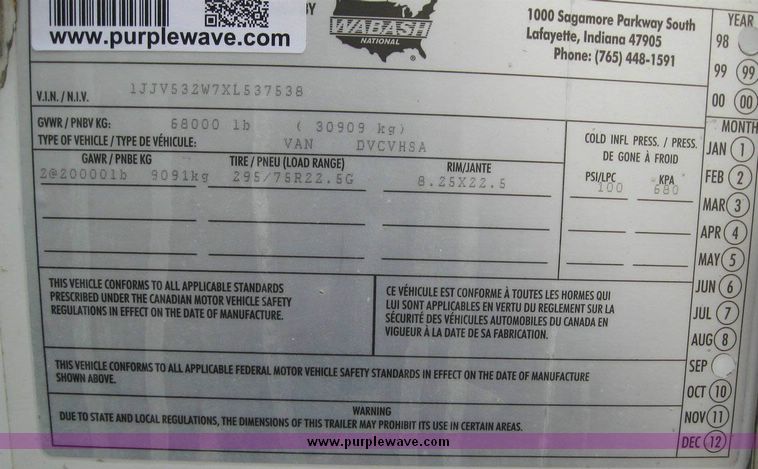 www.purplewave.com
BY
WABASH
NATIONAL
®
1000 Sagamore Parkway South
Lafayette, Indiana 47905
Phone: (765) 448-1591
YEAR
98
99 99
00 00
V.I.N. / N.I.V. 1JJV532W7XL537538
GVWR / PNBV KG: 68000 lb ( 30909 kg)
TYPE OF VEHICLE / TYPE DE VÉHICULE: VAN DVCVHSA
COLD INFL PRESS. / PRESS.
DE GONE À FROID
GAWR / PNBE KG TIRE / PNEU (LOAD RANGE) RIM/JANTE PSI/LPC KPA
2@20000lb 9091kg 295/75R22.5G 8.25X22.5 100 680
MONTH
JAN 1
FEB 2
MAR 3
APR 4
MAY 5
JUN 6
JUL 7
AUG 8
SEP
OCT 10
NOV 11
DEC 12
THIS VEHICLE CONFORMS TO ALL APPLICABLE STANDARDS
PRESCRIBED UNDER THE CANADIAN MOTOR VEHICLE SAFETY
REGULATIONS IN EFFECT ON THE DATE OF MANUFACTURE.
CE VÉHICULE EST CONFORME À TOUTES LES HORMES QUI
LUI SONT APPLICABLES EN VERTU DU REGLEMENT SUR LA
SÉCURITÉ DES VÉHICULES AUTOMOBILES DU CANADA EN
VIGUEUR À LA DATE DE SA FABRICATION.
THIS VEHICLE CONFORMS TO ALL APPLICABLE FEDERAL MOTOR VEHICLE SAFETY STANDARDS IN EFFECT ON THE DATE OF MANUFACTURE
SHOWN ABOVE.
WARNING
DUE TO STATE AND LOCAL REGULATIONS, THE DIMENSIONS OF THIS TRAILER MAY PROHIBIT ITS USE IN CERTAIN AREAS.
www.purplewave.com